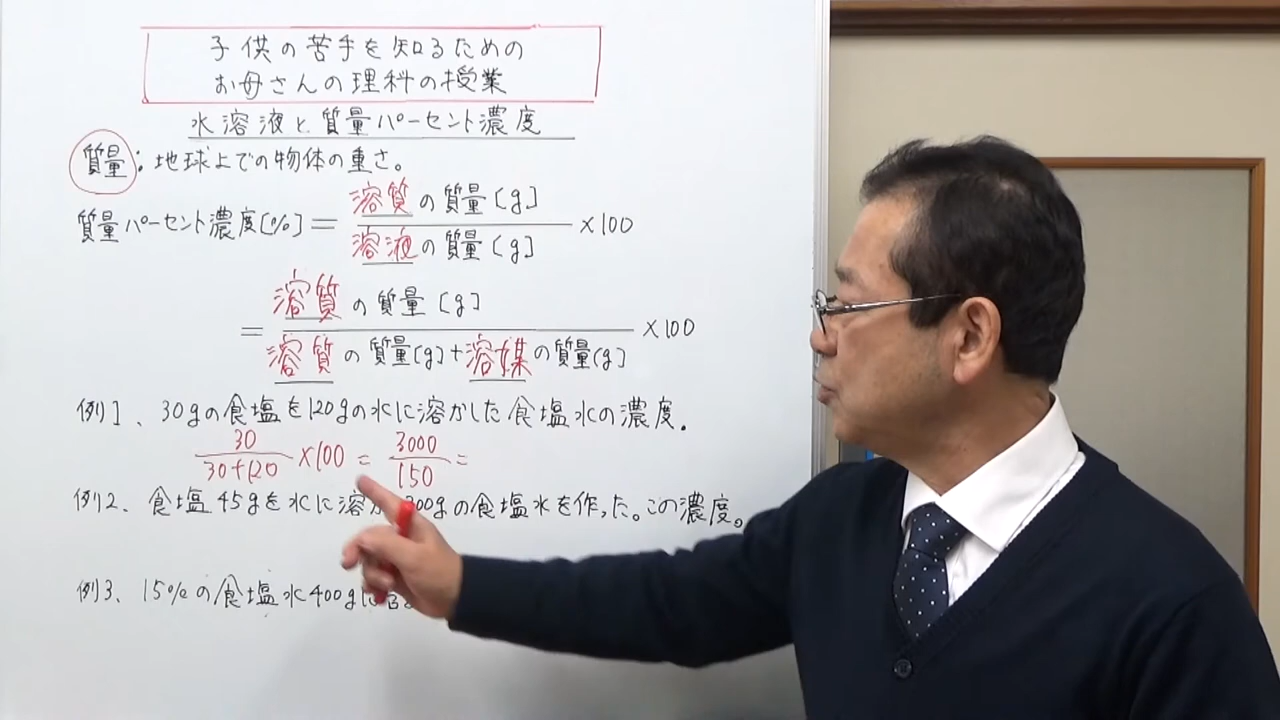 子供の苦手を知るための
お母さんの理科の授業
水溶液と質量パーセント濃度
質量:地球上での物体の重さ。
質量パーセント濃度[%] = 溶質の質量[g] / 溶液の質量[g] ×100
= 溶質の質量[g] / 溶質の質量[g]+溶媒の質量[g] ×100
例1、30gの食塩を120gの水に溶かした食塩水の濃度.
30 / 30+120 ×100 = 3000 / 150 =
例2、食塩45gを水に溶か 300gの食塩水を作った。この濃度。
例3、15%の食塩水400gに